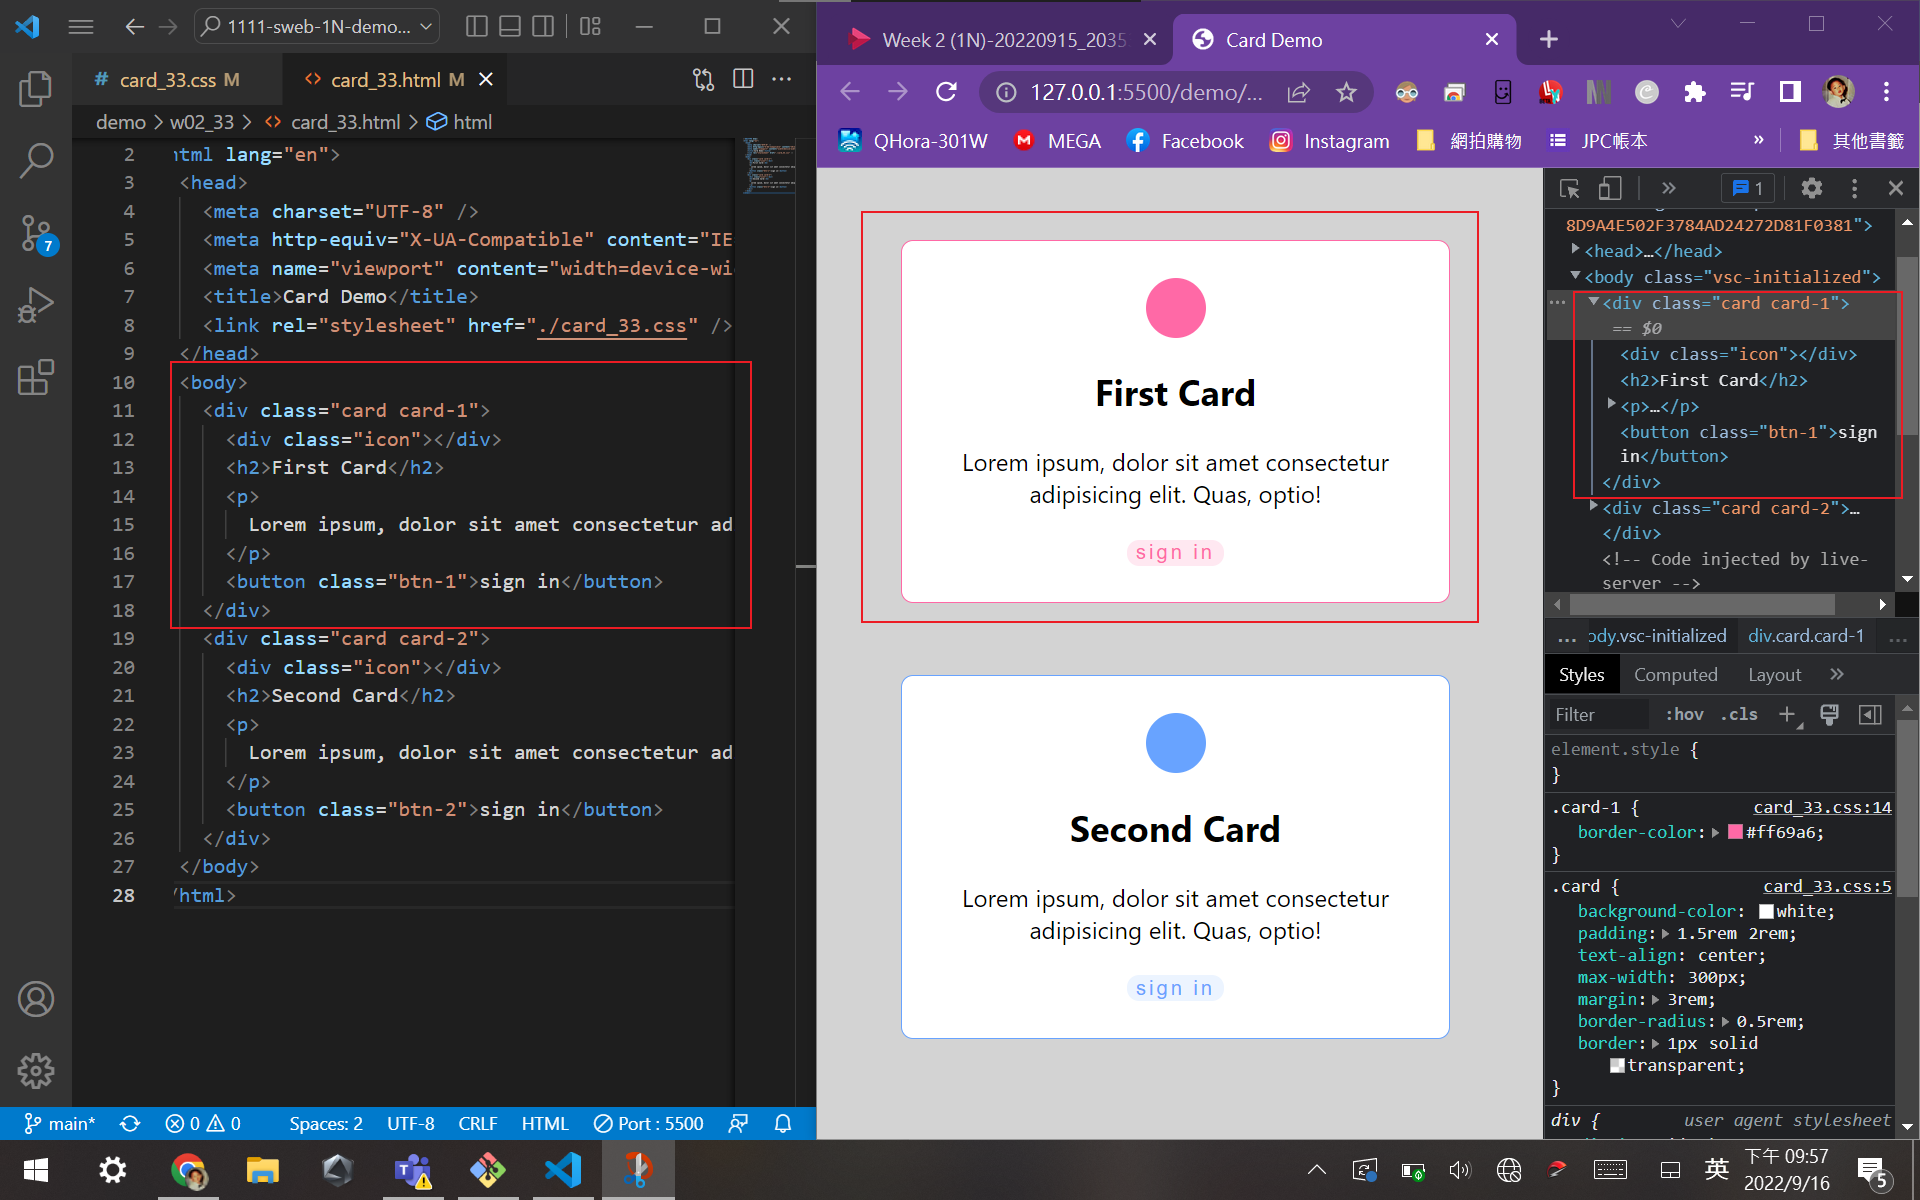 1111-sweb-1N-demo...
# card_33.css M
<> card_33.html M
demo > w02_33 > <> card_33.html > html
2 html lang="en">
3 <head>
4 <meta charset="UTF-8" />
5 <meta http-equiv="X-UA-Compatible" content="IE
6 <meta name="viewport" content="width=device-wi
7 <title>Card Demo</title>
8 <link rel="stylesheet" href="./card_33.css" />
9 </head>
10 <body>
11 <div class="card card-1">
12 <div class="icon"></div>
13 <h2>First Card</h2>
14 <p>
15 Lorem ipsum, dolor sit amet consectetur ad
16 </p>
17 <button class="btn-1">sign in</button>
18 </div>
19 <div class="card card-2">
20 <div class="icon"></div>
21 <h2>Second Card</h2>
22 <p>
23 Lorem ipsum, dolor sit amet consectetur ad
24 </p>
25 <button class="btn-2">sign in</button>
26 </div>
27 </body>
28 /html>
7
main* 0 0 Spaces: 2 UTF-8 CRLF HTML Port : 5500
Week 2 (1N)-20220915_2035
Card Demo
127.0.0.1:5500/demo/...
QHora-301W MEGA Facebook Instagram 網拍購物 JPC帳本 » 其他書籤
First Card
Lorem ipsum, dolor sit amet consectetur
adipisicing elit. Quas, optio!
sign in
Second Card
Lorem ipsum, dolor sit amet consectetur
adipisicing elit. Quas, optio!
sign in
» 1
8D9A4E502F3784AD24272D81F0381">
<head>…</head>
<body class="vsc-initialized">
<div class="card card-1">
== $0
<div class="icon"></div>
<h2>First Card</h2>
<p>…</p>
<button class="btn-1">sign
in</button>
</div>
<div class="card card-2">…
</div>
<!-- Code injected by live-
server -->
... ody.vsc-initialized div.card.card-1 ...
Styles Computed Layout »
Filter :hov .cls +
element.style {
}
.card-1 { card_33.css:14
border-color: #ff69a6;
}
.card { card_33.css:5
background-color: white;
padding: 1.5rem 2rem;
text-align: center;
max-width: 300px;
margin: 3rem;
border-radius: 0.5rem;
border: 1px solid
transparent;
}
div { user agent stylesheet
英
下午 09:57
2022/9/16
5